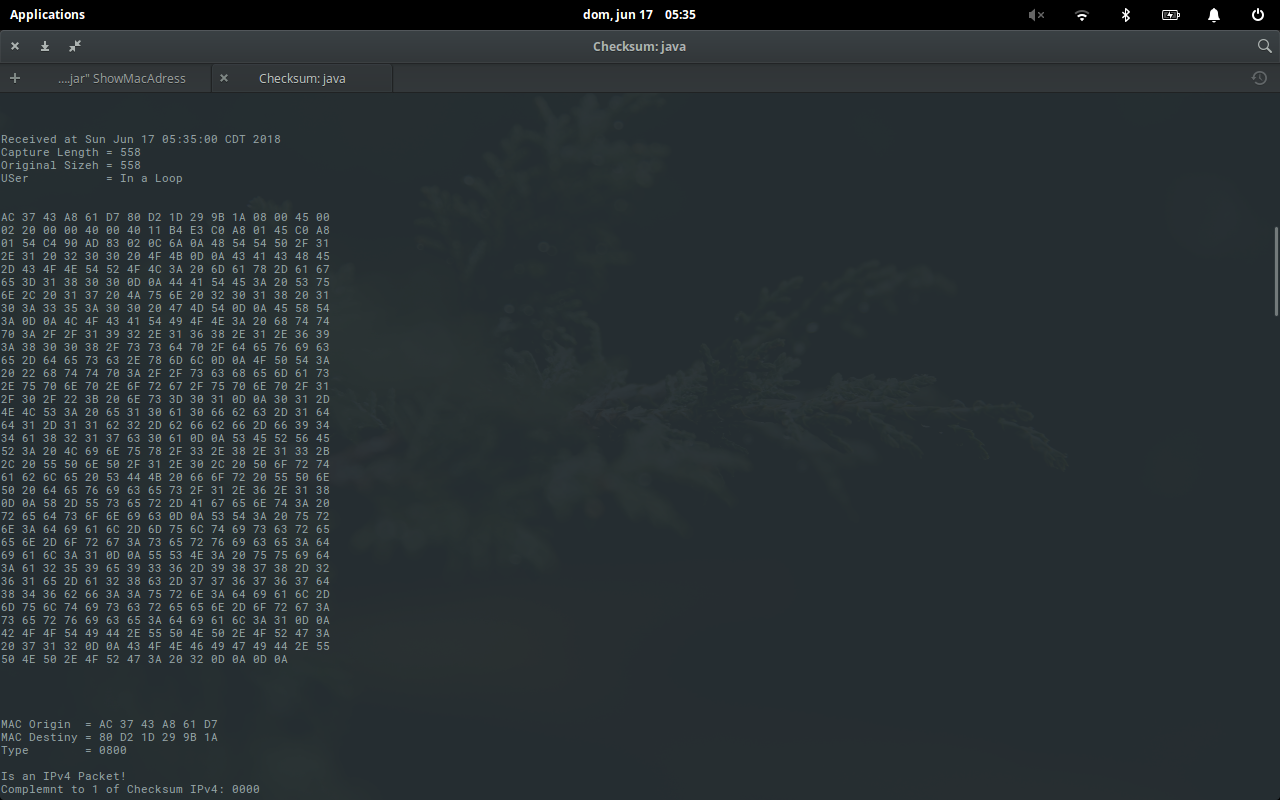 Applications
dom, jun 17 05:35
Checksum: java
....jar" ShowMacAdress
Checksum: java
Received at Sun Jun 17 05:35:00 CDT 2018
Capture Length = 558
Original Sizeh = 558
USer = In a Loop
AC 37 43 A8 61 D7 80 D2 1D 29 9B 1A 08 00 45 00
02 20 00 00 40 00 40 11 B4 E3 C0 A8 01 45 C0 A8
01 54 C4 90 AD 83 02 0C 6A 0A 48 54 54 50 2F 31
2E 31 20 32 30 30 20 4F 4B 0D 0A 43 41 43 48 45
2D 43 4F 4E 54 52 4F 4C 3A 20 6D 61 78 2D 61 67
65 3D 31 38 30 30 0D 0A 44 41 54 45 3A 20 53 75
6E 2C 20 31 37 20 4A 75 6E 20 32 30 31 38 20 31
30 3A 33 35 3A 30 30 20 47 4D 54 0D 0A 45 58 54
3A 0D 0A 4C 4F 43 41 54 49 4F 4E 3A 20 68 74 74
70 3A 2F 2F 31 39 32 2E 31 36 38 2E 31 2E 36 39
3A 38 30 30 38 2F 73 73 64 70 2F 64 65 76 69 63
65 2D 64 65 73 63 2E 78 6D 6C 0D 0A 4F 50 54 3A
20 22 68 74 74 70 3A 2F 2F 73 63 68 65 6D 61 73
2E 75 70 6E 70 2E 6F 72 67 2F 75 70 6E 70 2F 31
2F 30 2F 22 3B 20 6E 73 3D 30 31 0D 0A 30 31 2D
4E 4C 53 3A 20 65 31 30 61 30 66 62 63 2D 31 64
64 31 2D 31 31 62 32 2D 62 66 62 66 2D 66 39 34
34 61 38 32 31 37 63 30 61 0D 0A 53 45 52 56 45
52 3A 20 4C 69 6E 75 78 2F 33 2E 38 2E 31 33 2B
2C 20 55 50 6E 50 2F 31 2E 30 2C 20 50 6F 72 74
61 62 6C 65 20 53 44 4B 20 66 6F 72 20 55 50 6E
50 20 64 65 76 69 63 65 73 2F 31 2E 36 2E 31 38
0D 0A 58 2D 55 73 65 72 2D 41 67 65 6E 74 3A 20
72 65 64 73 6F 6E 69 63 0D 0A 53 54 3A 20 75 72
6E 3A 64 69 61 6C 2D 6D 75 6C 74 69 73 63 72 65
65 6E 2D 6F 72 67 3A 73 65 72 76 69 63 65 3A 64
69 61 6C 3A 31 0D 0A 55 53 4E 3A 20 75 75 69 64
3A 61 32 35 39 65 39 33 36 2D 39 38 37 38 2D 32
36 31 65 2D 61 32 38 63 2D 37 37 36 37 36 37 64
38 34 36 62 66 3A 3A 75 72 6E 3A 64 69 61 6C 2D
6D 75 6C 74 69 73 63 72 65 65 6E 2D 6F 72 67 3A
73 65 72 76 69 63 65 3A 64 69 61 6C 3A 31 0D 0A
42 4F 4F 54 49 44 2E 55 50 4E 50 2E 4F 52 47 3A
20 37 31 32 0D 0A 43 4F 4E 46 49 47 49 44 2E 55
50 4E 50 2E 4F 52 47 3A 20 32 0D 0A 0D 0A
MAC Origin = AC 37 43 A8 61 D7
MAC Destiny = 80 D2 1D 29 9B 1A
Type = 0800
Is an IPv4 Packet!
Complemnt to 1 of Checksum IPv4: 0000